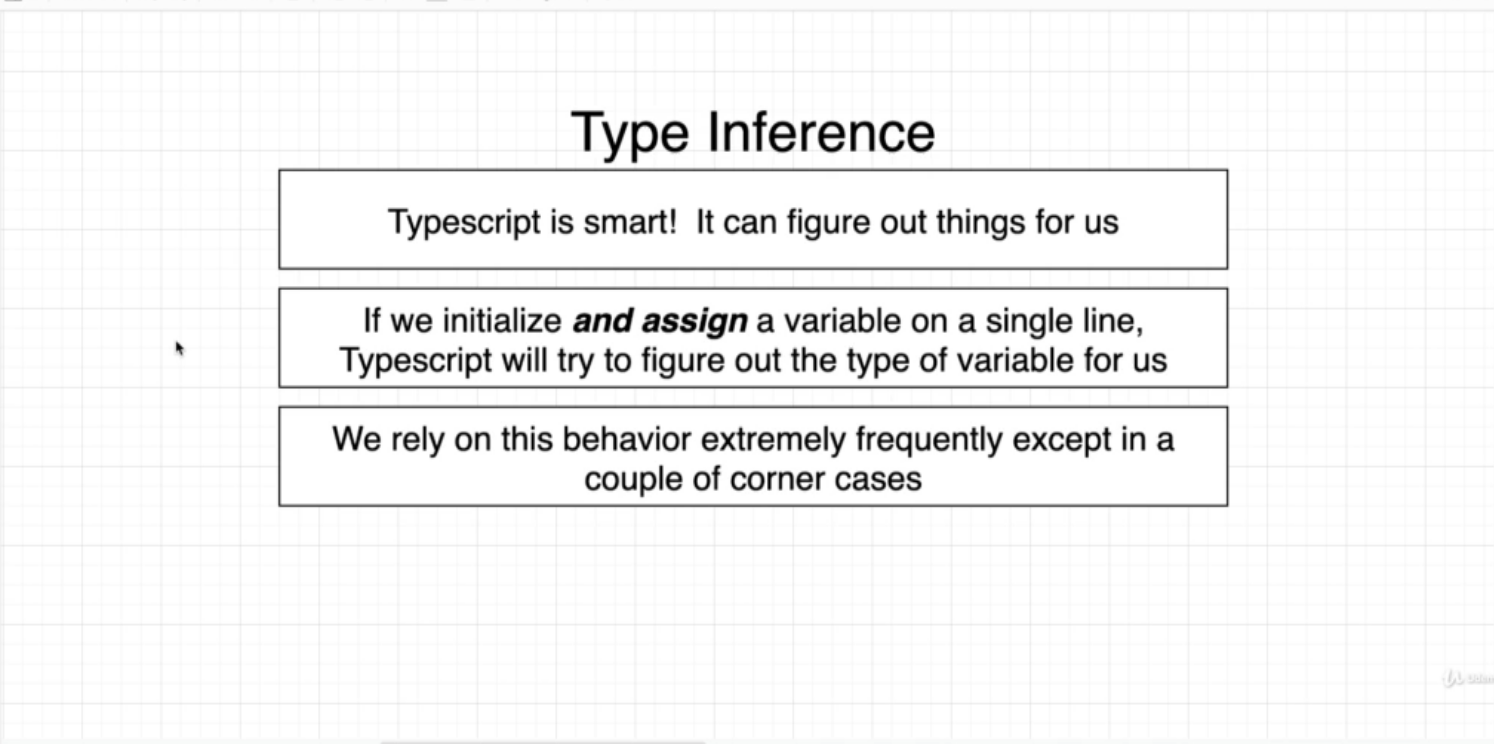 Type Inference
Typescript is smart!  It can figure out things for us
If we initialize and assign a variable on a single line,
Typescript will try to figure out the type of variable for us
We rely on this behavior extremely frequently except in a
couple of corner cases